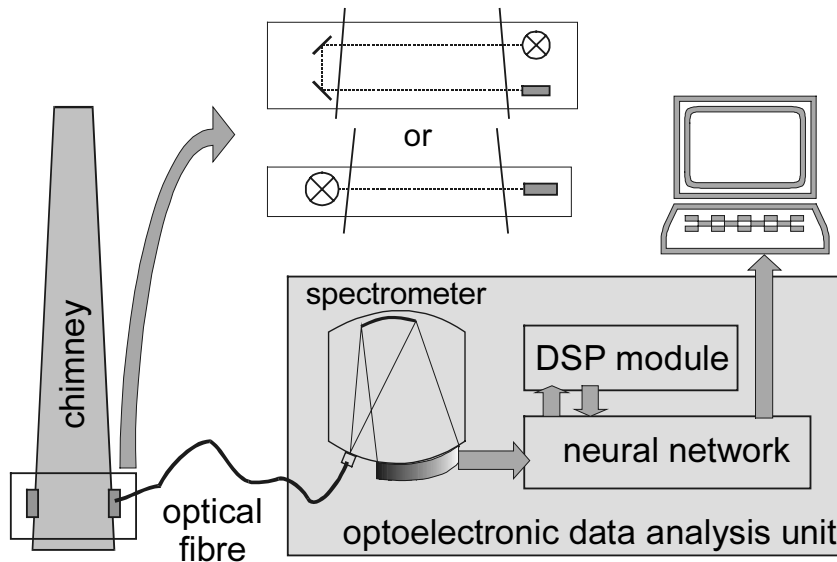 or
spectrometer
chimney
DSP module
neural network
optical
fibre
optoelectronic data analysis unit